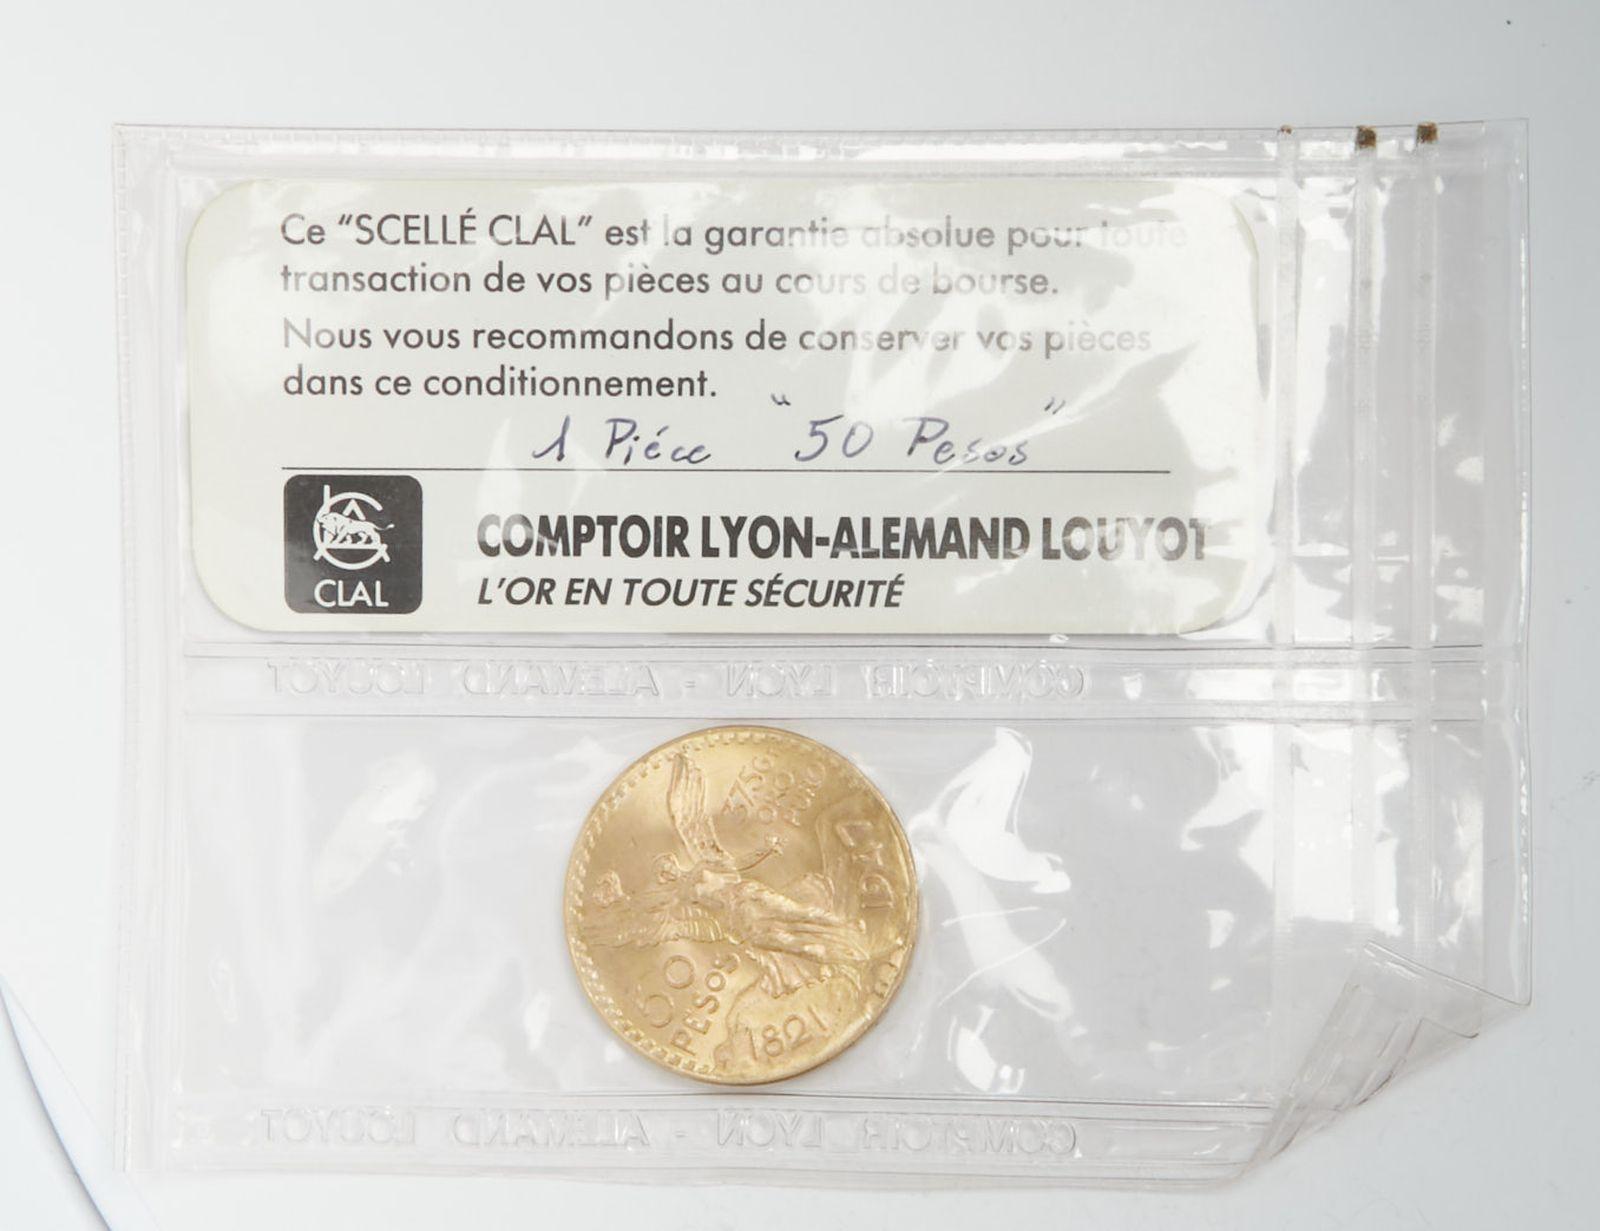 Ce "SCELLÉ CLAL" est la garantie absolue pour toute
transaction de vos pièces au cours de bourse.
Nous vous recommandons de conserver vos pièces
dans ce conditionnement.
1 Piéce "50 Pesos"
CLAL
COMPTOIR LYON-ALEMAND LOUYOT
L'OR EN TOUTE SÉCURITÉ
COMPTOIR LYON - ALEMAND LOUYOT
37,5 Gr
ORO
PURO
1947
50
PESOS
1821
COMPTOIR LYON - ALEMAND LOUYOT